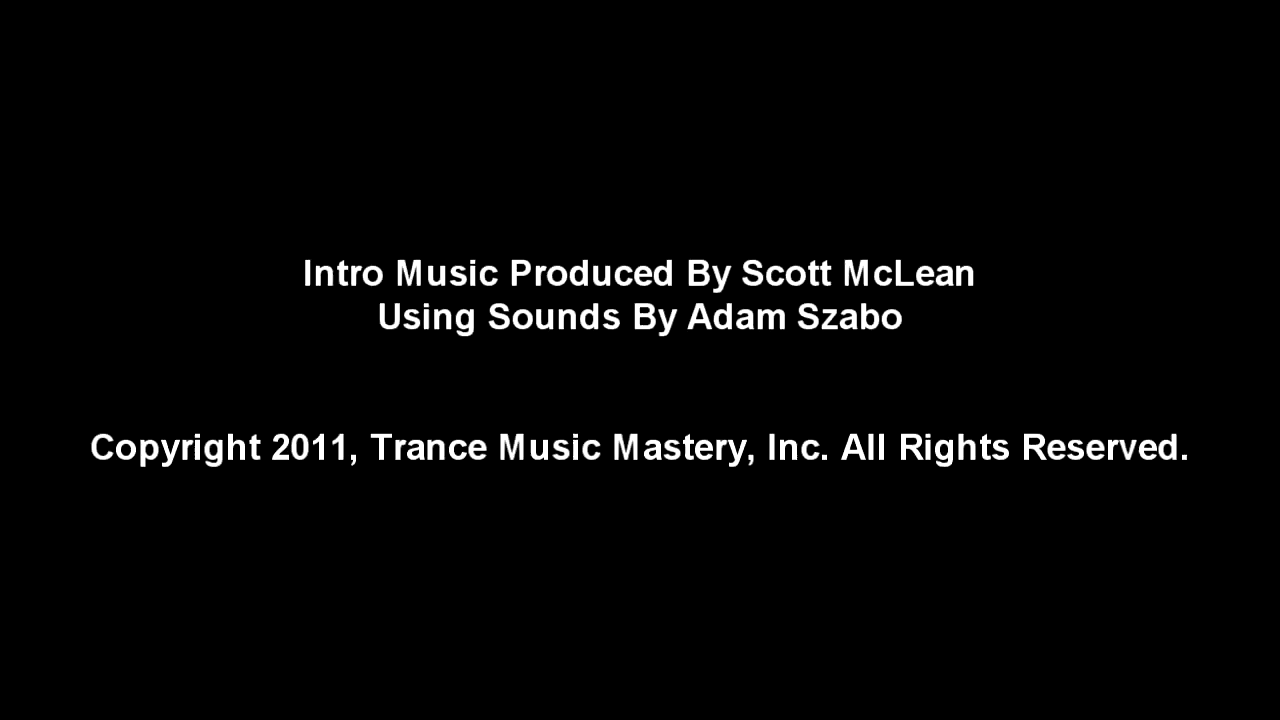 Intro Music Produced By Scott McLean
Using Sounds By Adam Szabo
Copyright 2011, Trance Music Mastery, Inc. All Rights Reserved.